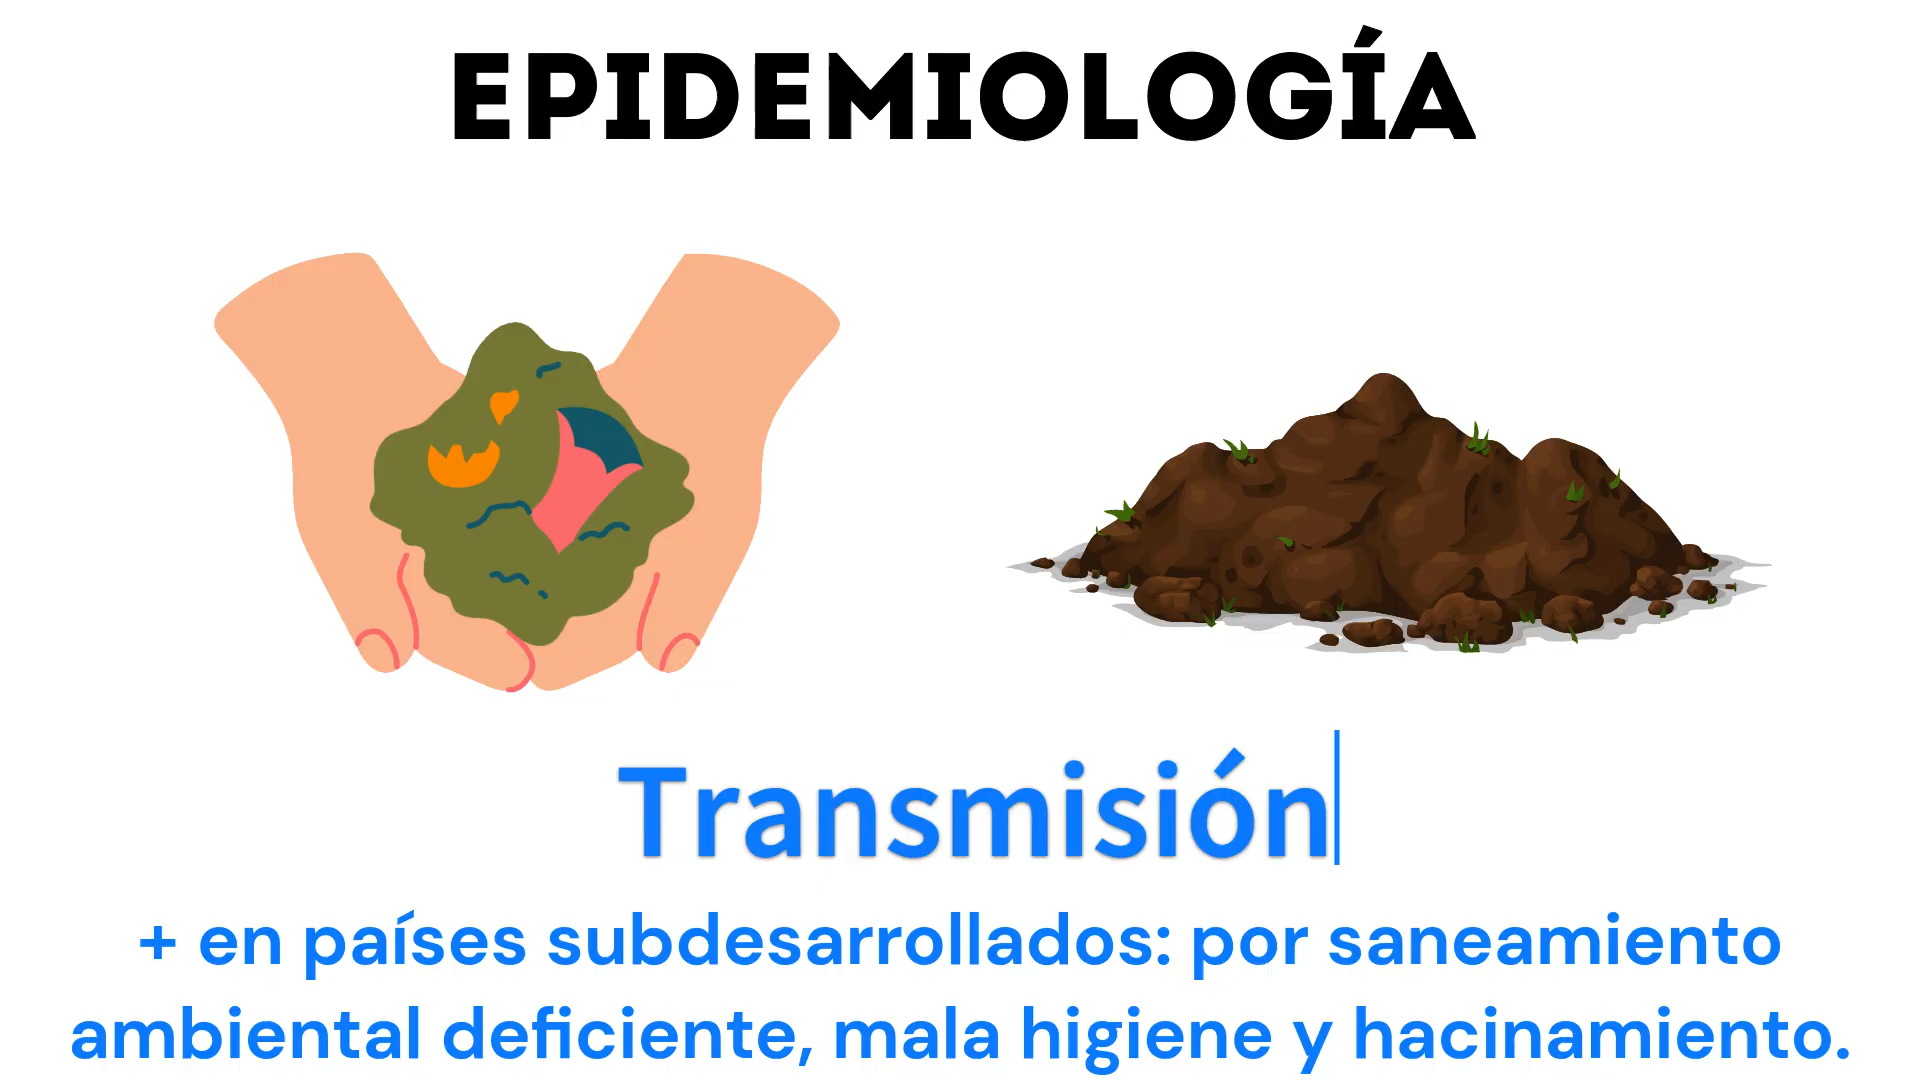 EPIDEMIOLOGÍA
Transmisión
+ en países subdesarrollados: por saneamiento
ambiental deficiente, mala higiene y hacinamiento.